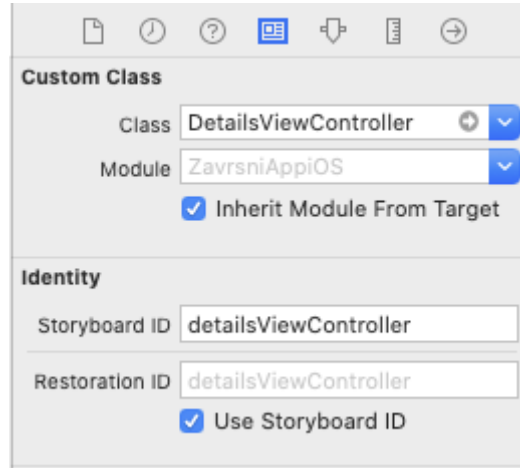 Custom Class
Class DetailsViewController
Module ZavrsniAppiOS
Inherit Module From Target
Identity
Storyboard ID detailsViewController
Restoration ID detailsViewController
Use Storyboard ID